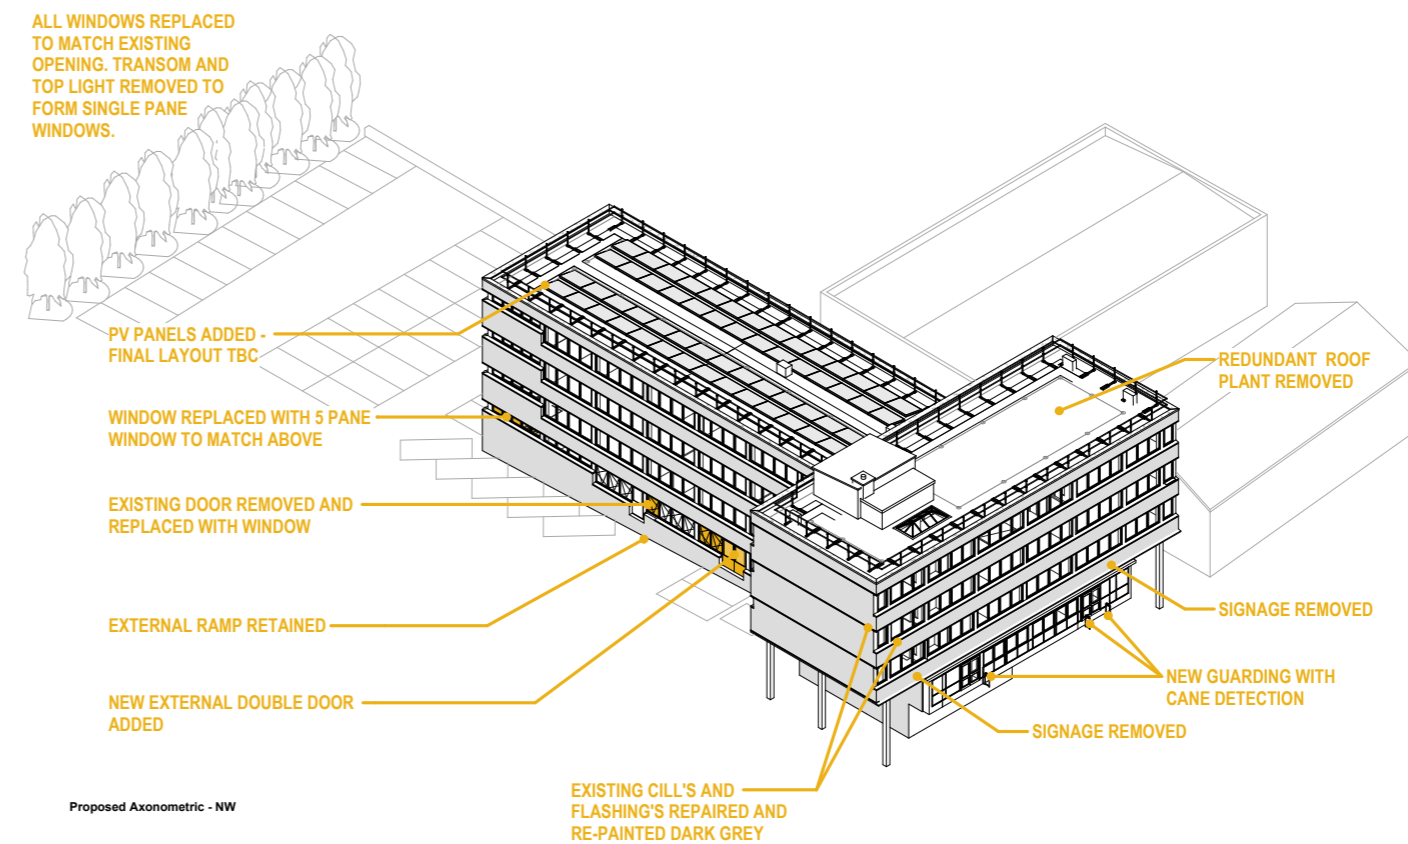 ALL WINDOWS REPLACED
TO MATCH EXISTING
OPENING. TRANSOM AND
TOP LIGHT REMOVED TO
FORM SINGLE PANE
WINDOWS.
PV PANELS ADDED -
FINAL LAYOUT TBC
WINDOW REPLACED WITH 5 PANE
WINDOW TO MATCH ABOVE
EXISTING DOOR REMOVED AND
REPLACED WITH WINDOW
EXTERNAL RAMP RETAINED
NEW EXTERNAL DOUBLE DOOR
ADDED
REDUNDANT ROOF
PLANT REMOVED
SIGNAGE REMOVED
NEW GUARDING WITH
CANE DETECTION
SIGNAGE REMOVED
EXISTING CILL'S AND
FLASHING'S REPAIRED AND
RE-PAINTED DARK GREY
Proposed Axonometric - NW